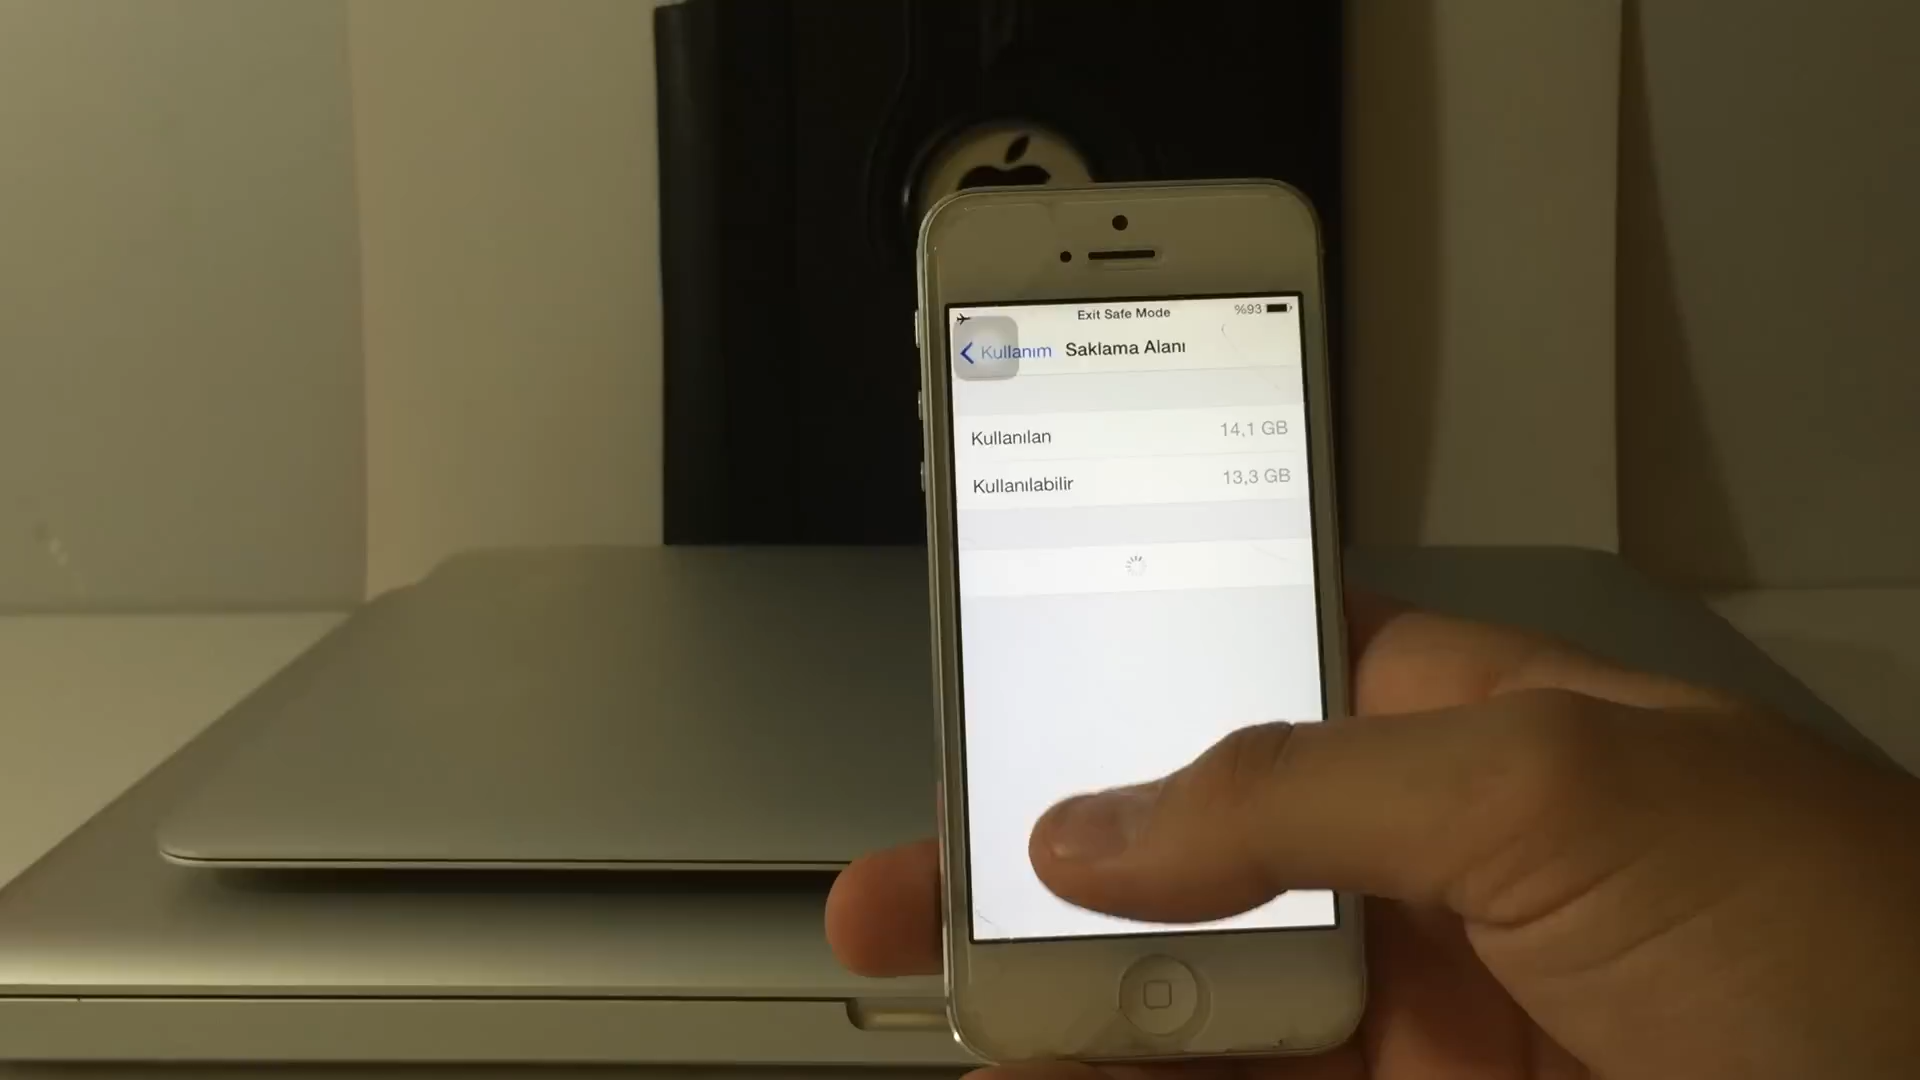 Exit Safe Mode %93
Kullanım Saklama Alanı
Kullanılan 14,1 GB
Kullanılabilir 13,3 GB